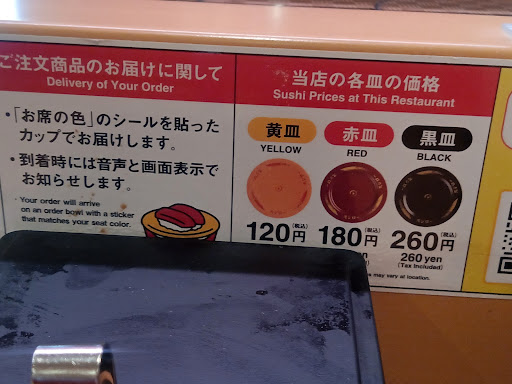 ご注文商品のお届けに関して
Delivery of Your Order
・「お席の色」のシールを貼った
カップでお届けします。
・到着時には音声と画面表示で
お知らせします。
・Your order will arrive
on an order bowl with a sticker
that matches your seat color.
当店の各皿の価格
Sushi Prices at This Restaurant
黄皿 赤皿 黒皿
YELLOW RED BLACK
120円(税込) 180円(税込) 260円(税込)
260 yen
(Tax Included)
may vary at location.